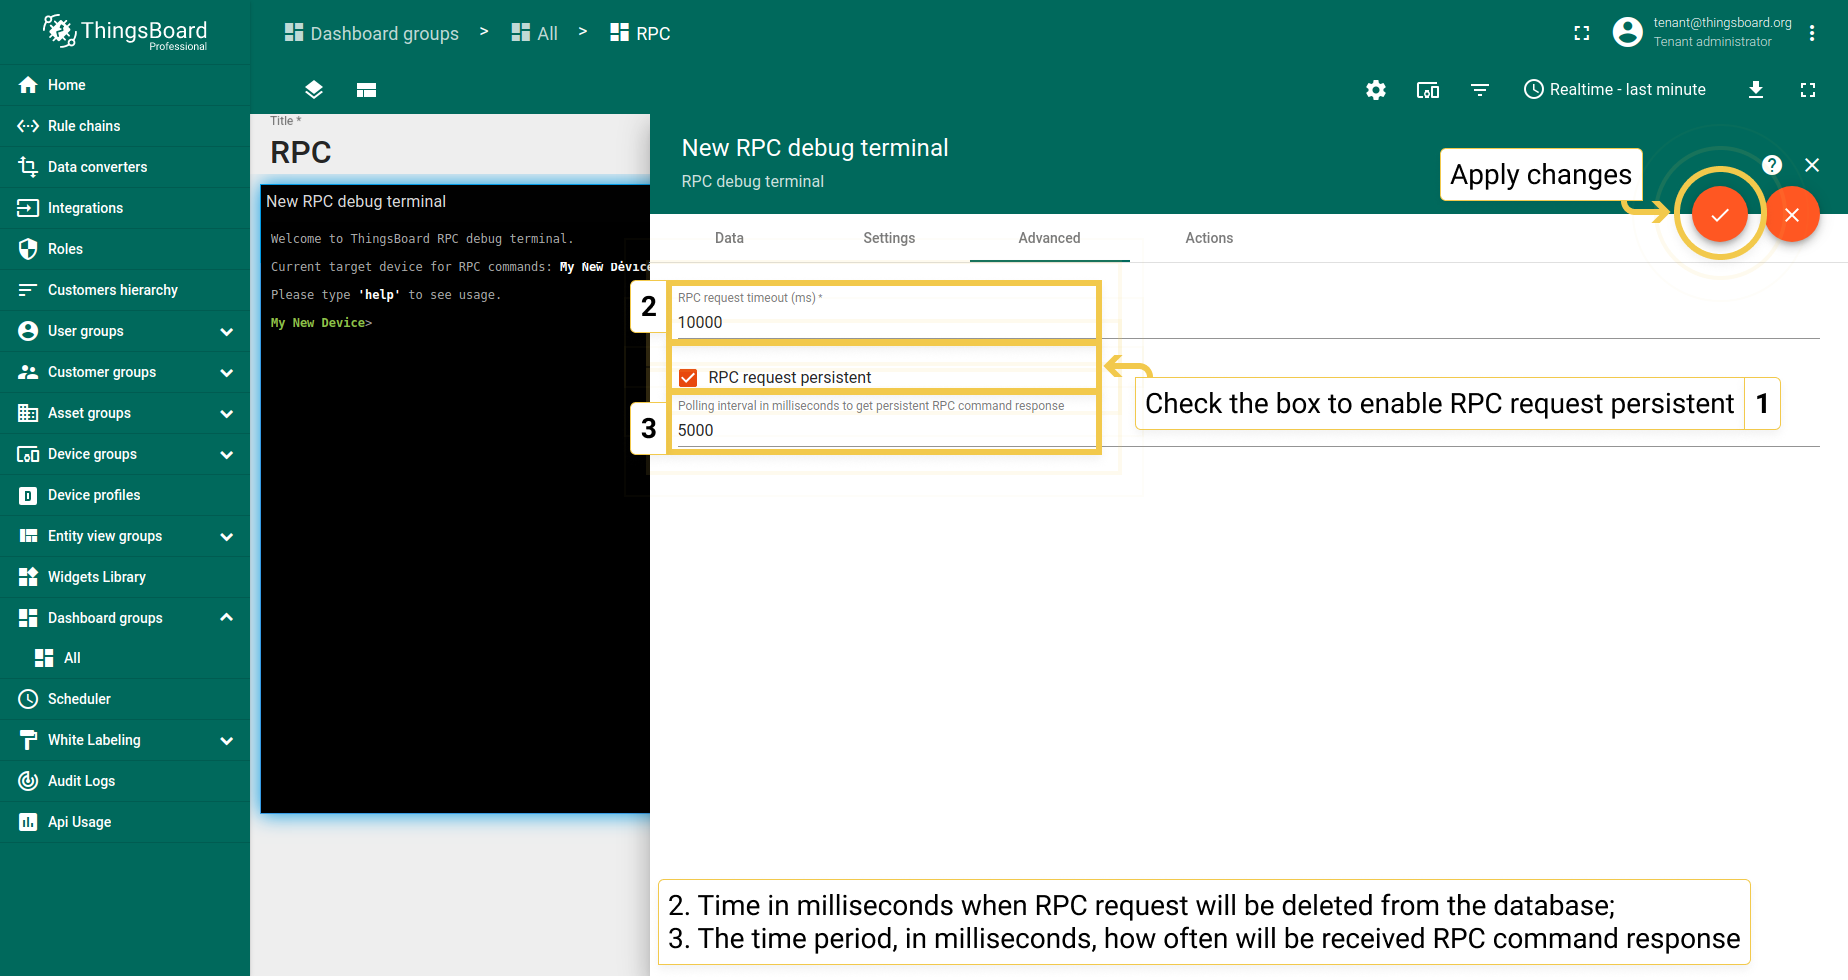 ThingsBoard
Professional
Dashboard groups > All > RPC
tenant@thingsboard.org
Tenant administrator
Realtime - last minute
Home
Rule chains
Data converters
Integrations
Roles
Customers hierarchy
User groups
Customer groups
Asset groups
Device groups
Device profiles
Entity view groups
Widgets Library
Dashboard groups
All
Scheduler
White Labeling
Audit Logs
Api Usage
Title *
RPC
New RPC debug terminal
Welcome to ThingsBoard RPC debug terminal.
Current target device for RPC commands: My New Device
Please type 'help' to see usage.
My New Device>
New RPC debug terminal
RPC debug terminal
Apply changes
Data
Settings
Advanced
Actions
2
RPC request timeout (ms) *
10000
RPC request persistent
Check the box to enable RPC request persistent 1
3
Polling interval in milliseconds to get persistent RPC command response
5000
2. Time in milliseconds when RPC request will be deleted from the database;
3. The time period, in milliseconds, how often will be received RPC command response